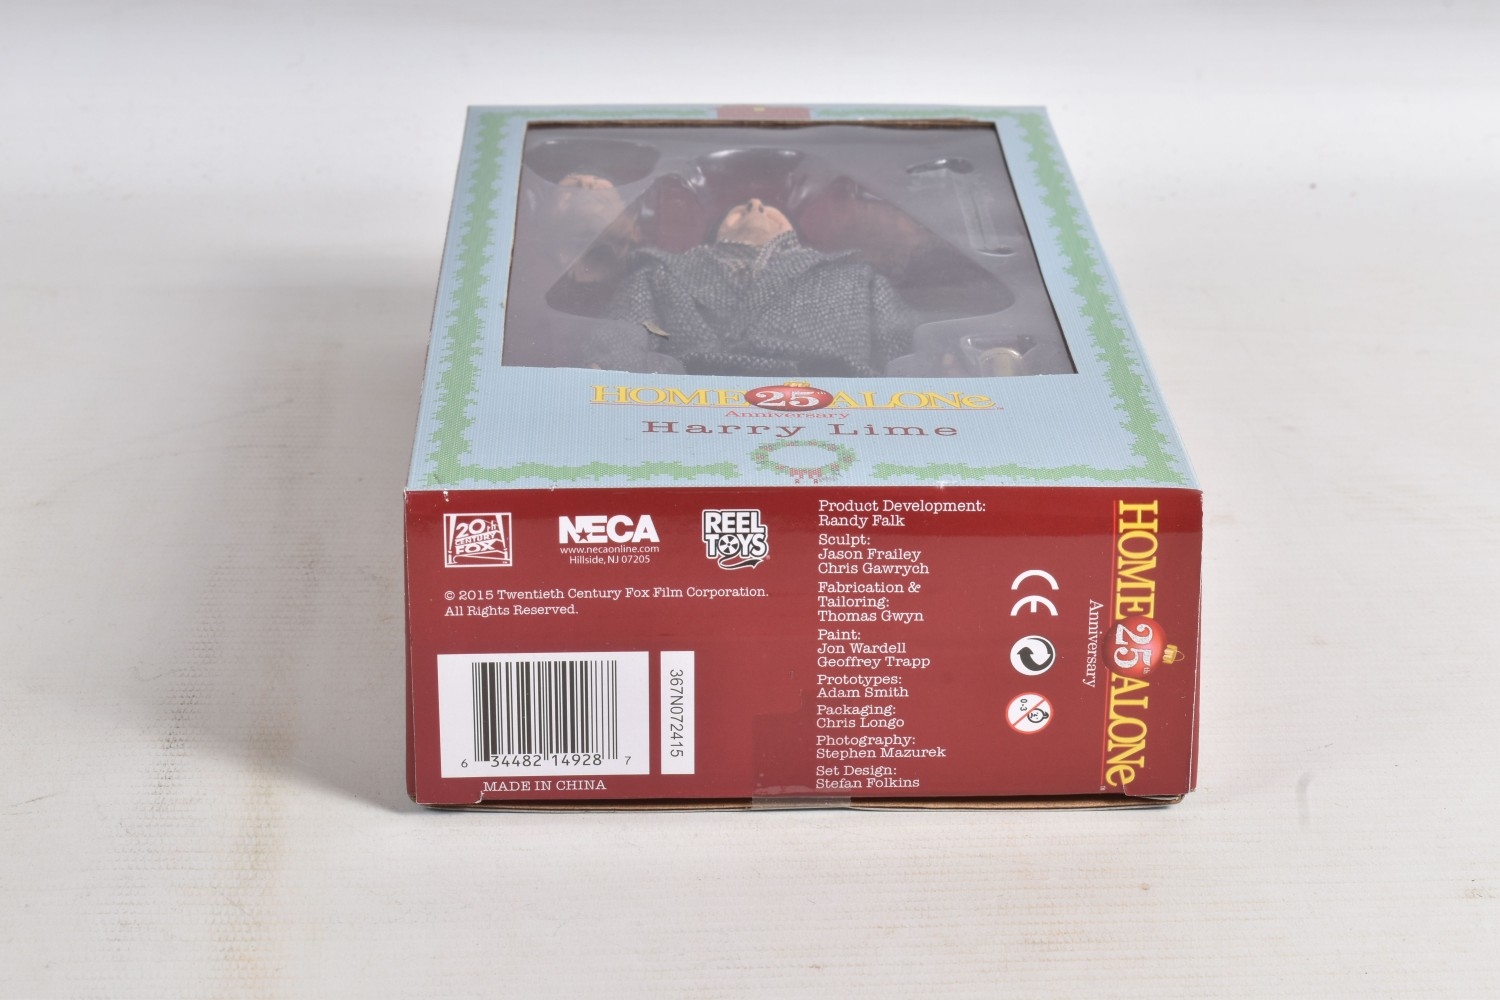 HOME 25th ALONe
Anniversary
Harry Lime
20th
CENTURY
FOX
NECA
www.necaonline.com
Hillside, NJ 07205
REEL
TOYS
© 2015 Twentieth Century Fox Film Corporation.
All Rights Reserved.
6 34482 14928 7
MADE IN CHINA
367N072415
Product Development:
Randy Falk
Sculpt:
Jason Frailey
Chris Gawrych
Fabrication &
Tailoring:
Thomas Gwyn
Paint:
Jon Wardell
Geoffrey Trapp
Prototypes:
Adam Smith
Packaging:
Chris Longo
Photography:
Stephen Mazurek
Set Design:
Stefan Folkins
CE
0-3
HOME 25th ALONe
Anniversary